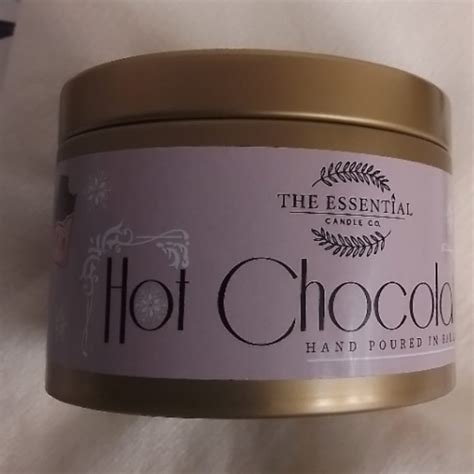 THE ESSENTIAL
CANDLE CO.
Hot Chocola
HAND POURED IN